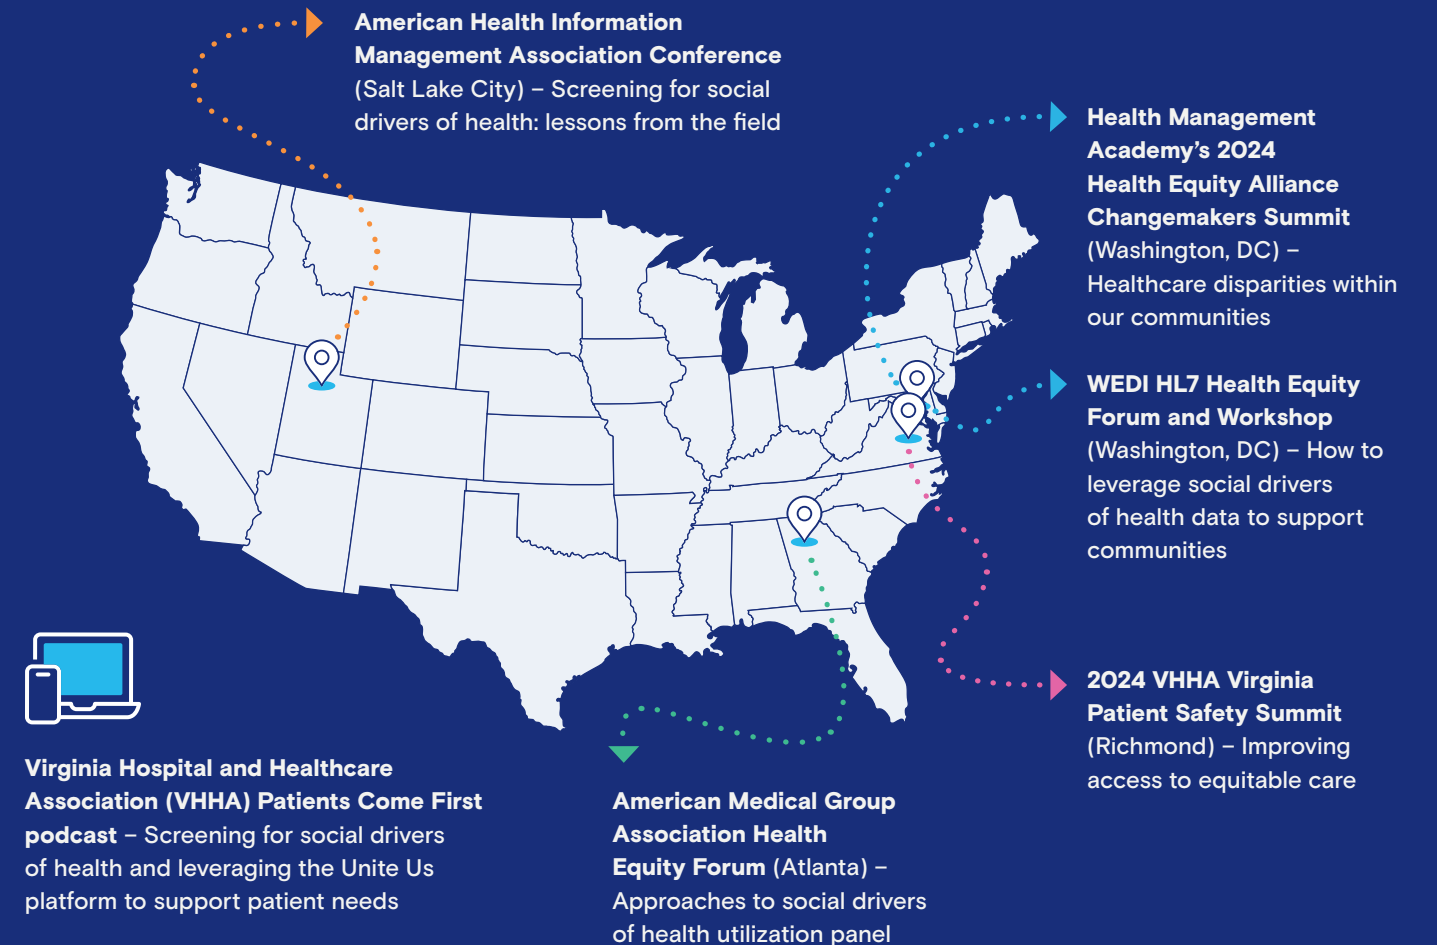 American Health Information
Management Association Conference
(Salt Lake City) – Screening for social
drivers of health: lessons from the field
Health Management
Academy’s 2024
Health Equity Alliance
Changemakers Summit
(Washington, DC) –
Healthcare disparities within
our communities
WEDI HL7 Health Equity
Forum and Workshop
(Washington, DC) – How to
leverage social drivers
of health data to support
communities
2024 VHHA Virginia
Patient Safety Summit
(Richmond) – Improving
access to equitable care
Virginia Hospital and Healthcare
Association (VHHA) Patients Come First
podcast – Screening for social drivers
of health and leveraging the Unite Us
platform to support patient needs
American Medical Group
Association Health
Equity Forum (Atlanta) –
Approaches to social drivers
of health utilization panel